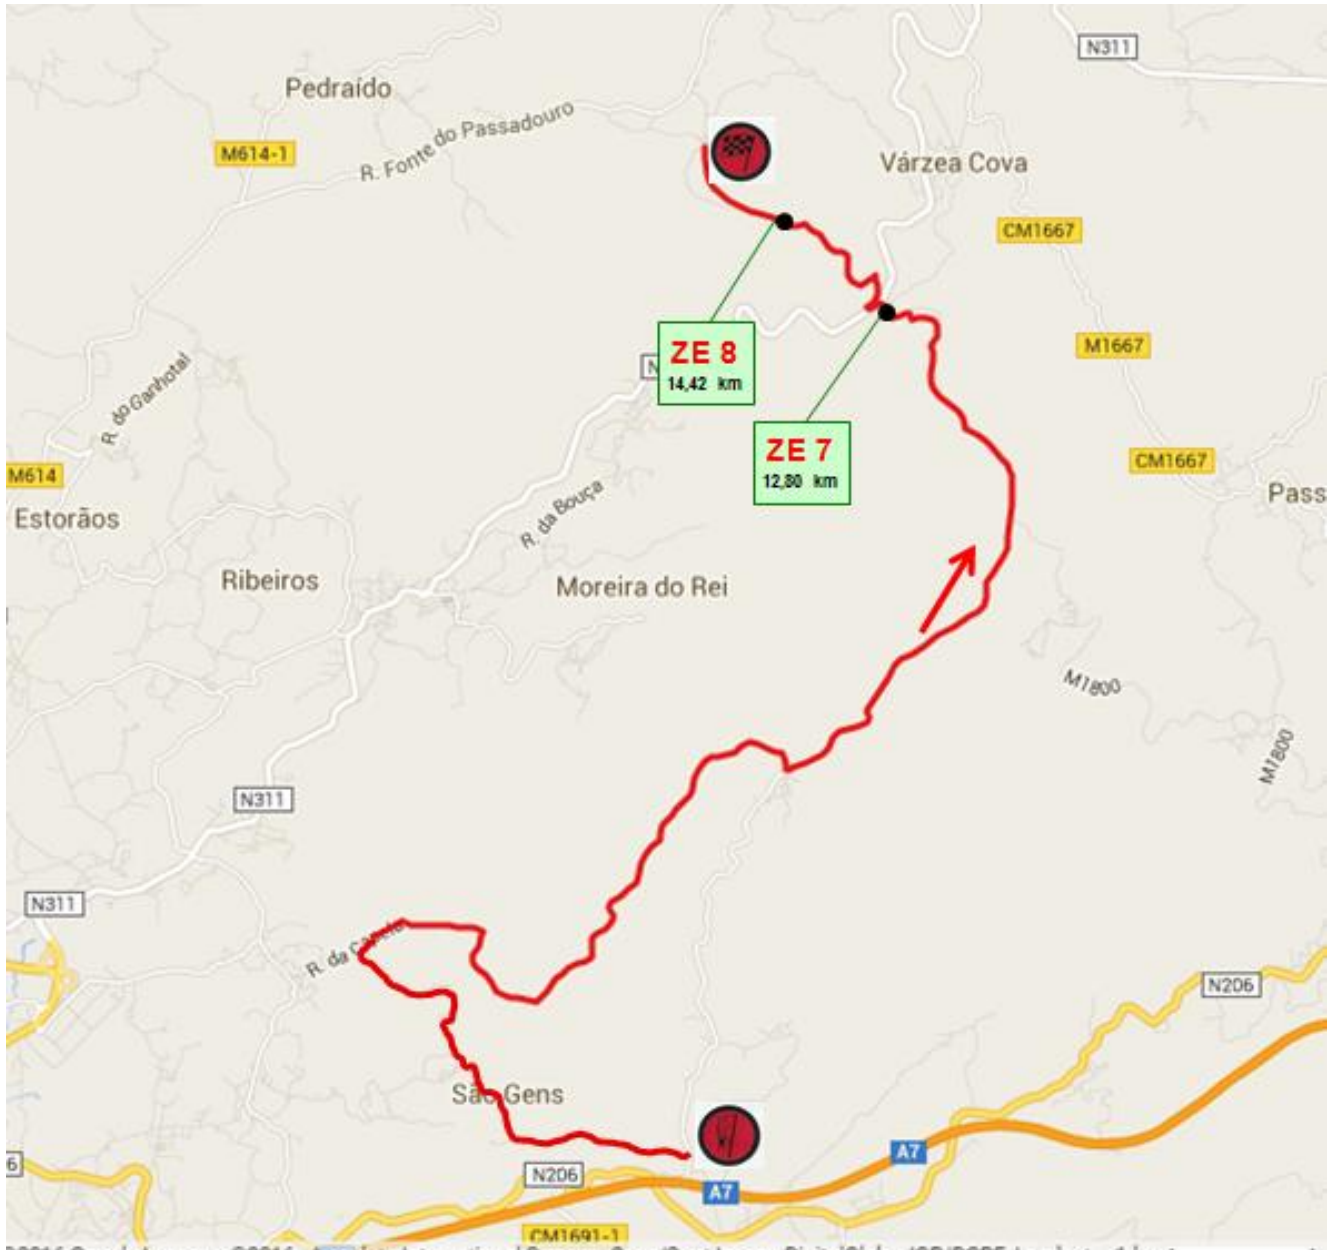 N311
Pedraído
R. Fonte do Passadouro
M614-1
Várzea Cova
CM1667
ZE 8
14,42 km
N
M1667
R. do Ganhotal
ZE 7
12,80 km
CM1667
M614
Pass
Estorãos
R. da Bouça
Ribeiros
Moreira do Rei
M1800
M1800
N311
N311
R. da Capela
N206
São Gens
A7
6
N206
A7
CM1691-1